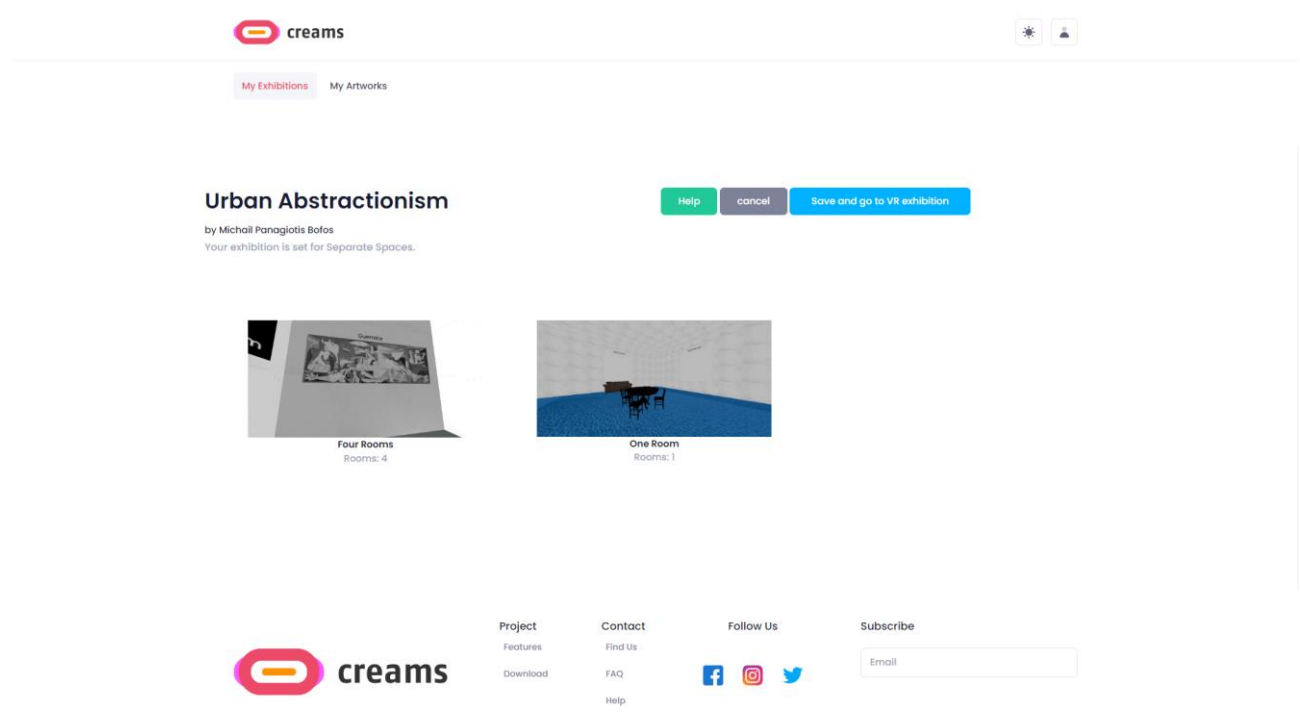 creams
My Exhibitions My Artworks
Urban Abstractionism
Help cancel Save and go to VR exhibition
by Michail Panagiotis Bofos
Your exhibition is set for Separate Spaces.
Guernica
Four Rooms
Rooms: 4
One Room
Rooms: 1
Project Contact Follow Us Subscribe
Features Find Us
Email
creams
Download FAQ
Help